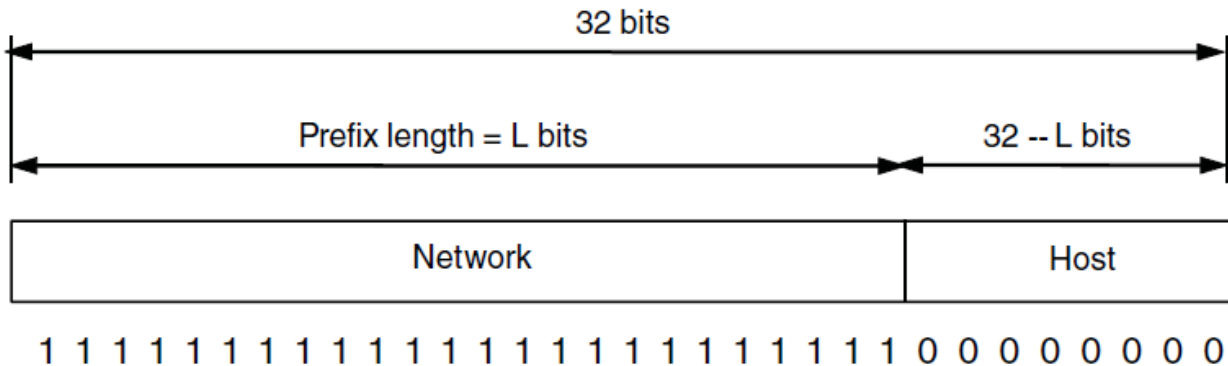 32 bits
Prefix length = L bits 32 -- L bits
Network Host
1 1 1 1 1 1 1 1 1 1 1 1 1 1 1 1 1 1 1 1 1 1 1 1 0 0 0 0 0 0 0 0